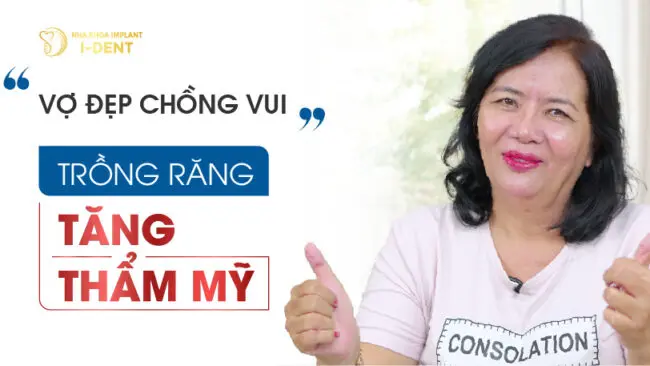 NHA KHOA IMPLANT
I-DENT
“ VỢ ĐẸP CHỒNG VUI ”
TRỒNG RĂNG
TĂNG
THẨM MỸ
CONSOLATION